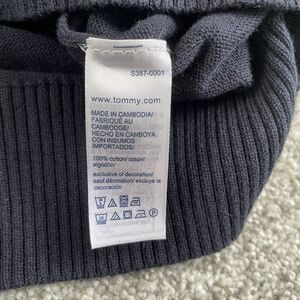 S387-0001
www.tommy.com
MADE IN CAMBODIA/
FABRIQUÉ AU
CAMBODGE/
HECHO EN CAMBOYA
CON INSUMOS
IMPORTADOS/
100% cotton/ coton/
algodón/
exclusive of decoration/
sauf décoration/ excluye la
decoración